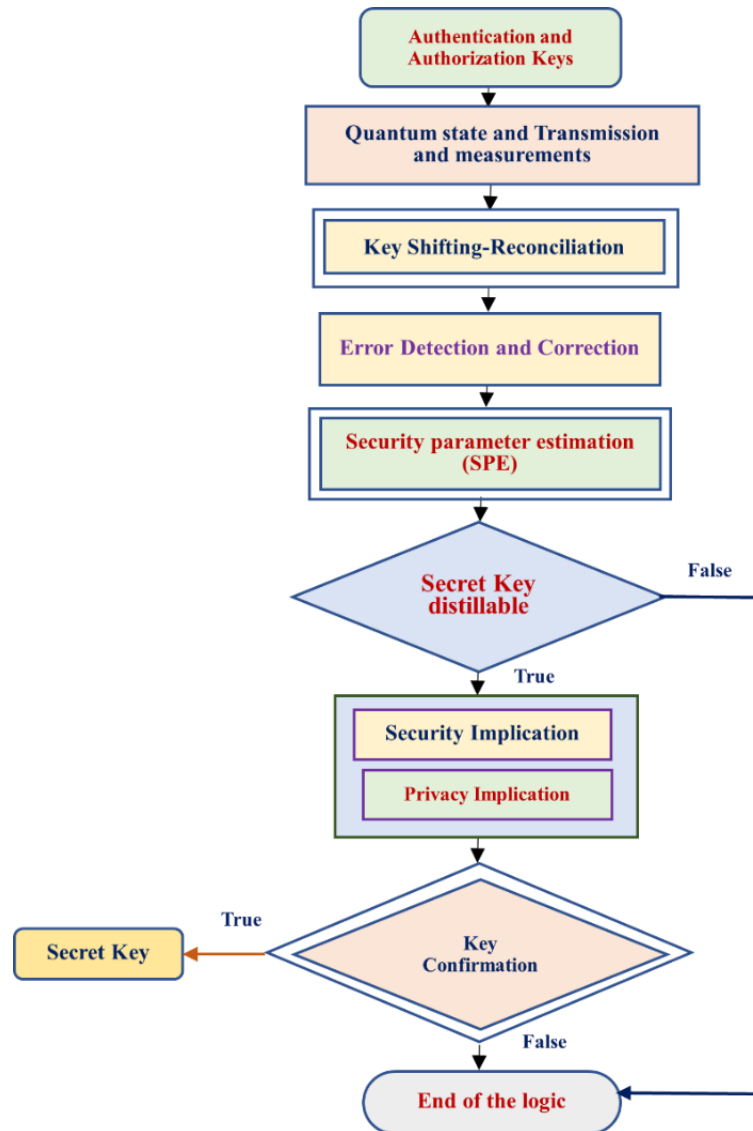 Authentication and
Authorization Keys
Quantum state and Transmission
and measurements
Key Shifting-Reconciliation
Error Detection and Correction
Security parameter estimation
(SPE)
Secret Key
distillable
False
True
Security Implication
Privacy Implication
True
Secret Key
Key
Confirmation
False
End of the logic